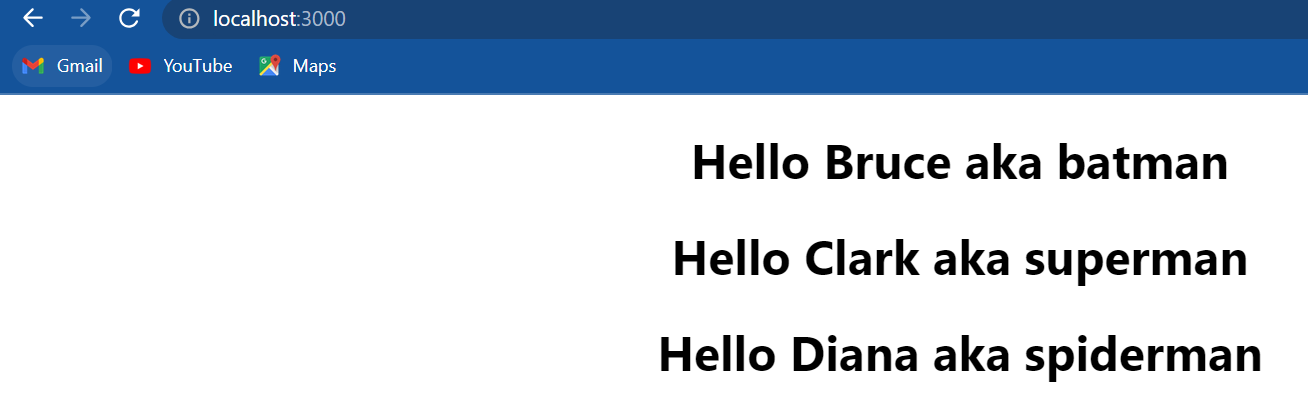 localhost:3000
Gmail YouTube Maps
Hello Bruce aka batman
Hello Clark aka superman
Hello Diana aka spiderman